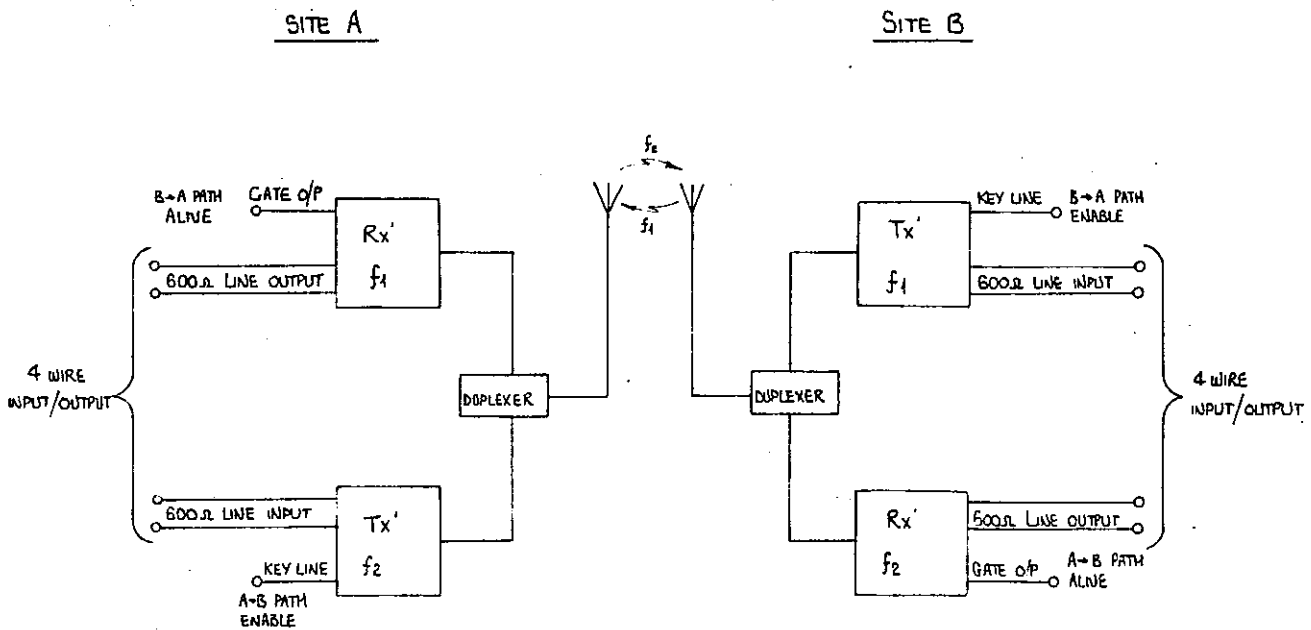 SITE A
SITE B
f2
f1
B→A PATH
ALIVE
GATE O/P
Rx'
f1
600Ω LINE OUTPUT
4 WIRE
INPUT/OUTPUT
DUPLEXER
600Ω LINE INPUT
Tx'
f2
KEY LINE
A→B PATH
ENABLE
KEY LINE
B→A PATH
ENABLE
Tx'
f1
600Ω LINE INPUT
4 WIRE
INPUT/OUTPUT
DUPLEXER
Rx'
f2
600Ω LINE OUTPUT
GATE O/P
A→B PATH
ALIVE